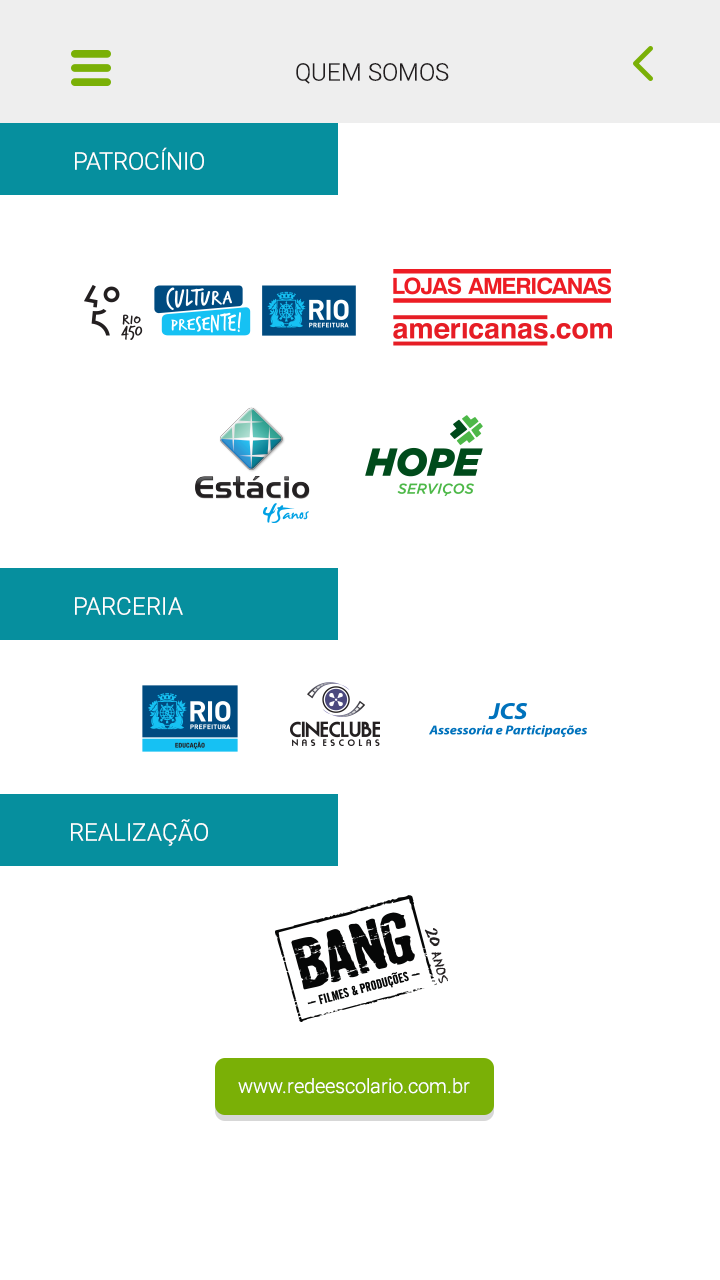 QUEM SOMOS
PATROCÍNIO
RIO
450
CULTURA
PRESENTE!
RIO
PREFEITURA
LOJAS AMERICANAS
americanas.com
Estácio
45 anos
HOPE
SERVIÇOS
PARCERIA
RIO
PREFEITURA
EDUCAÇÃO
CINECLUBE
NAS ESCOLAS
JCS
Assessoria e Participações
REALIZAÇÃO
BANG
– FILMES & PRODUÇÕES –
20 ANOS
www.redeescolario.com.br